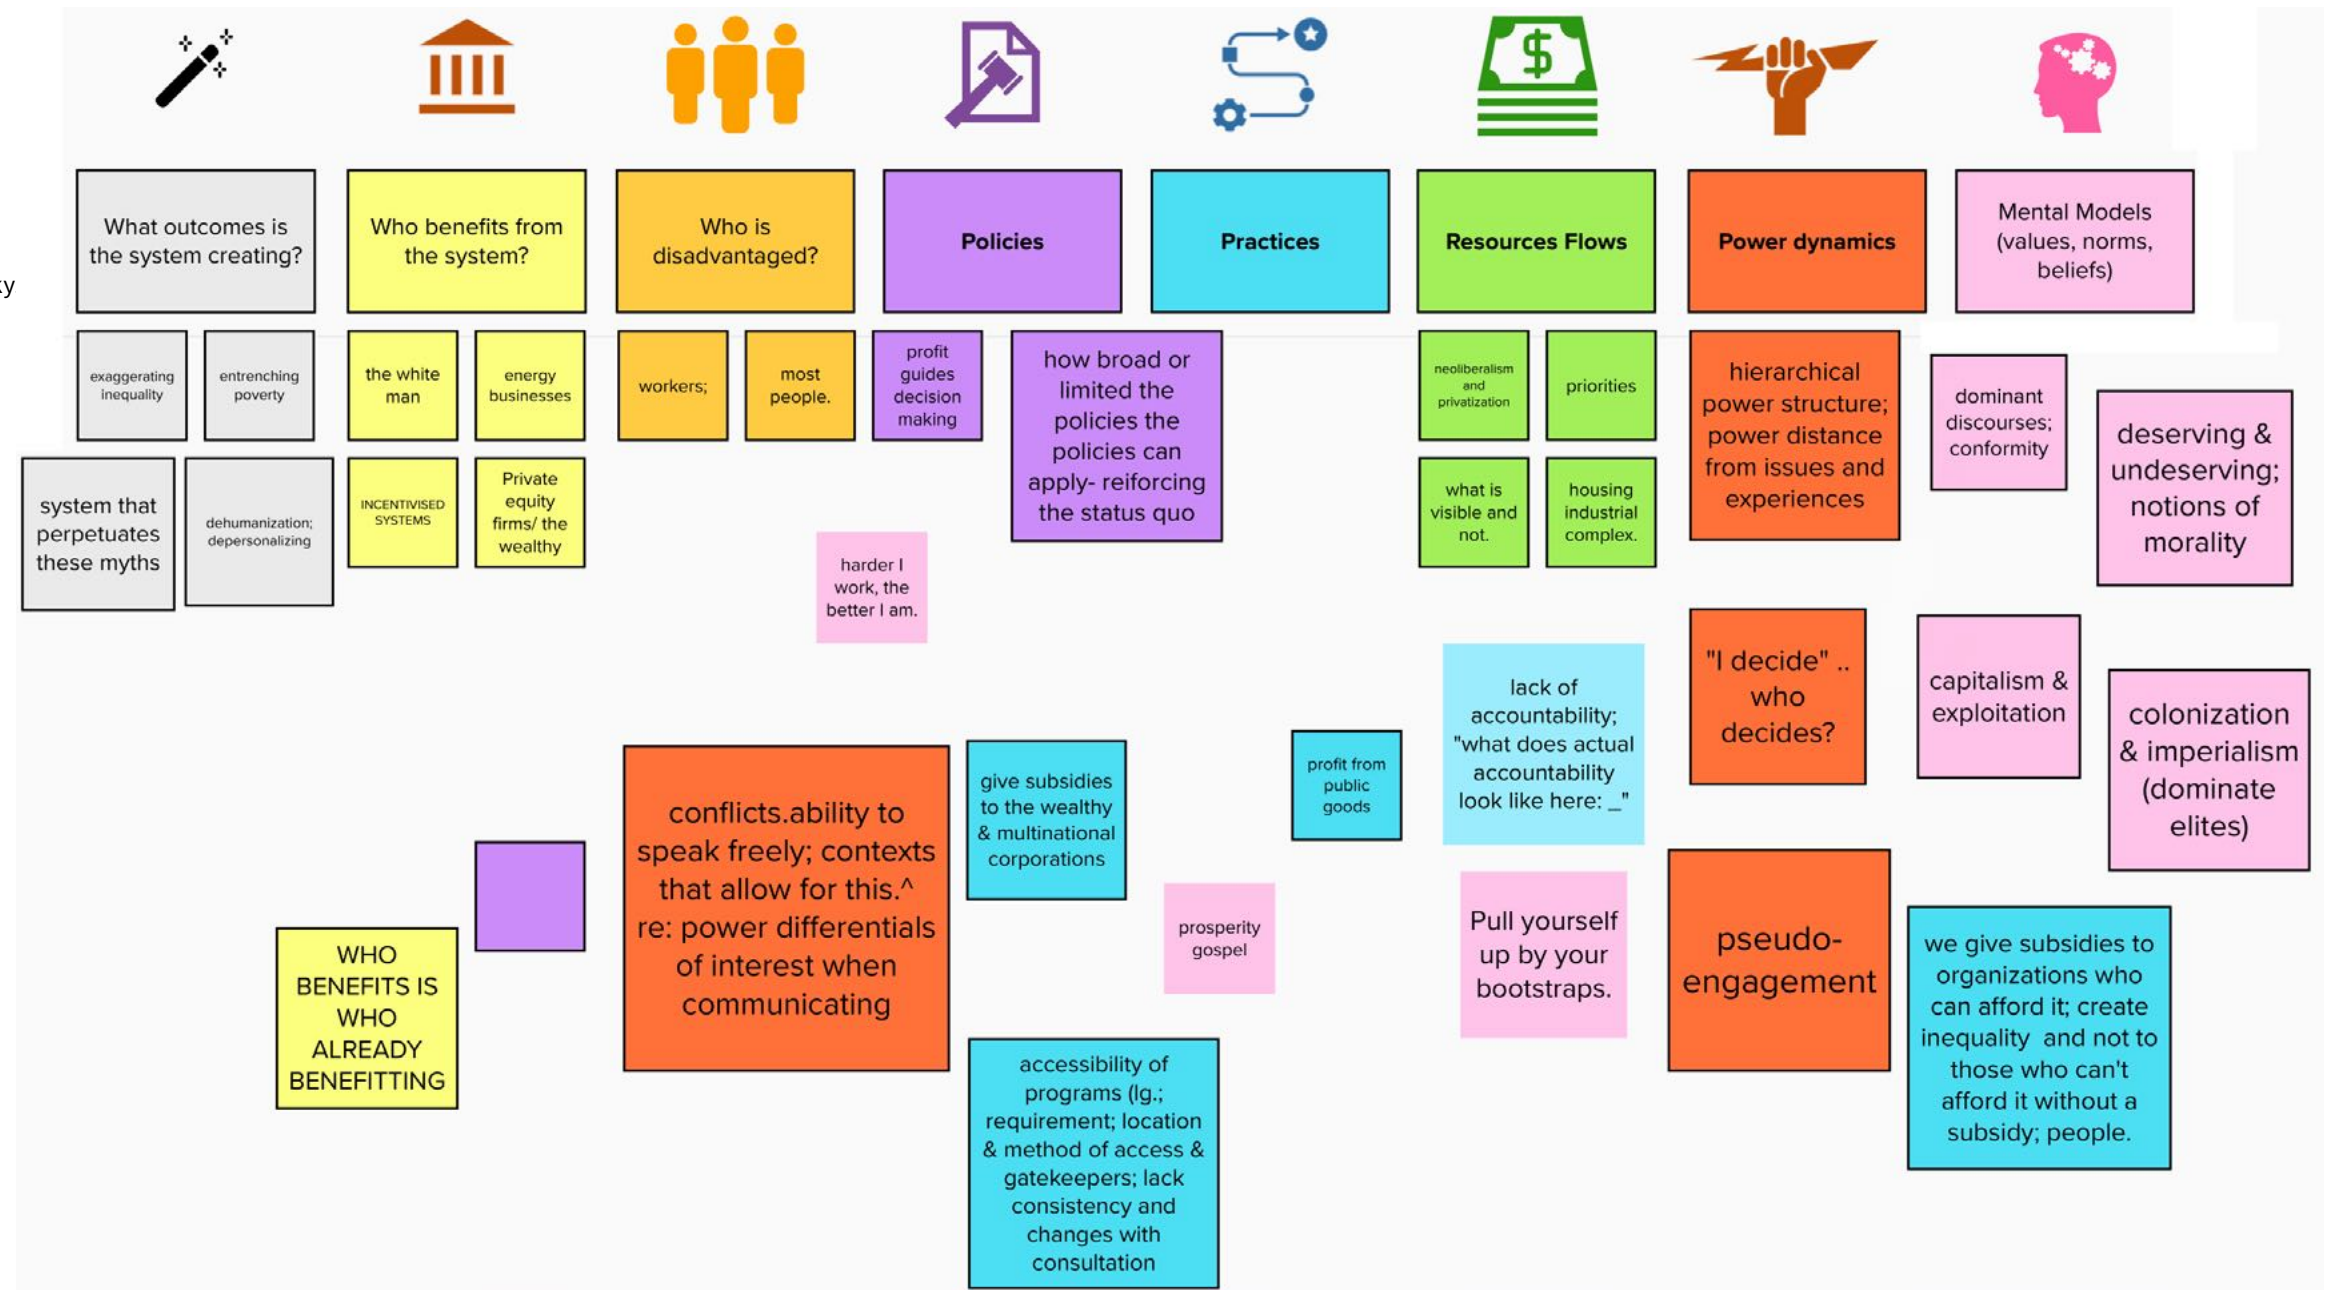 What outcomes is
the system creating?
Who benefits from
the system?
Who is
disadvantaged?
Policies
Practices
Resources Flows
Power dynamics
Mental Models
(values, norms,
beliefs)
ky
exaggerating
inequality
entrenching
poverty
the white
man
energy
businesses
workers;
most
people.
profit
guides
decision
making
how broad or
limited the
policies the
policies can
apply- reiforcing
the status quo
neoliberalism
and
privatization
priorities
hierarchical
power structure;
power distance
from issues and
experiences
dominant
discourses;
conformity
deserving &
undeserving;
notions of
morality
system that
perpetuates
these myths
dehumanization;
depersonalizing
INCENTIVISED
SYSTEMS
Private
equity
firms/ the
wealthy
what is
visible and
not.
housing
industrial
complex.
harder I
work, the
better I am.
lack of
accountability;
"what does actual
accountability
look like here: _"
"I decide" ..
who
decides?
capitalism &
exploitation
colonization
& imperialism
(dominate
elites)
conflicts.ability to
speak freely; contexts
that allow for this.^
re: power differentials
of interest when
communicating
give subsidies
to the wealthy
& multinational
corporations
profit from
public
goods
prosperity
gospel
Pull yourself
up by your
bootstraps.
pseudo-
engagement
we give subsidies to
organizations who
can afford it; create
inequality and not to
those who can't
afford it without a
subsidy; people.
WHO
BENEFITS IS
WHO
ALREADY
BENEFITTING
accessibility of
programs (lg.;
requirement; location
& method of access &
gatekeepers; lack
consistency and
changes with
consultation